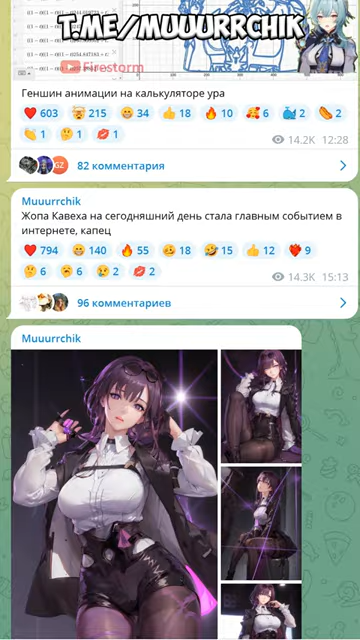 T.ME/MUUURRCHIK
Firestorm
Геншин анимации на калькуляторе ура
❤️ 603 🤯 215 😁 34 👍 18 🔥 10 🥰 6 🐳 2 🌭 2
👏 1 🤔 1 💋 1
14.2K 12:28
GZ
82 комментария
Muuurrchik
Жопа Кавеха на сегодняшний день стала главным событием в
интернете, капец
❤️ 794 😁 140 🔥 55 🤣 15 👍 12 ❤️‍🔥 9
🤔 6 😢 2 💋 2
14.3K 15:13
96 комментариев
Muuurrchik